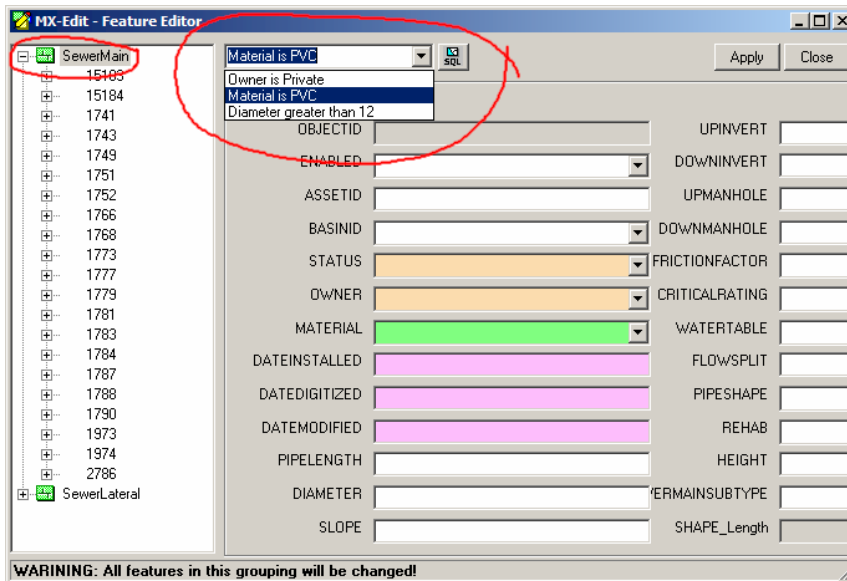 MX-Edit - Feature Editor
SewerMain
15183
15184
1741
1743
1749
1751
1752
1766
1768
1773
1777
1779
1781
1783
1784
1787
1788
1790
1973
1974
2786
SewerLateral
Material is PVC
SQL
Apply
Close
Owner is Private
Material is PVC
Diameter greater than 12
OBJECTID
ENABLED
ASSETID
BASINID
STATUS
OWNER
MATERIAL
DATEINSTALLED
DATEDIGITIZED
DATEMODIFIED
PIPELENGTH
DIAMETER
SLOPE
UPINVERT
DOWNINVERT
UPMANHOLE
DOWNMANHOLE
FRICTIONFACTOR
CRITICALRATING
WATERTABLE
FLOWSPLIT
PIPESHAPE
REHAB
HEIGHT
ERMAINSUBTYPE
SHAPE_Length
WARINING: All features in this grouping will be changed!